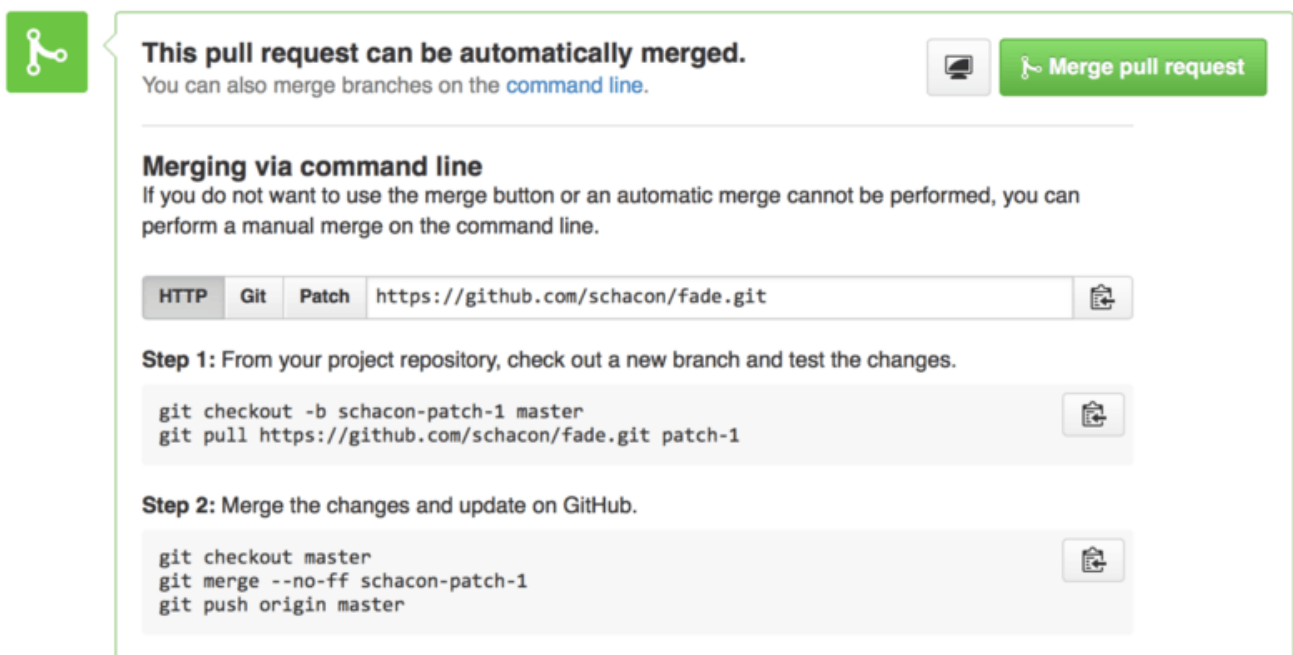 This pull request can be automatically merged.
You can also merge branches on the command line.
Merge pull request
Merging via command line
If you do not want to use the merge button or an automatic merge cannot be performed, you can
perform a manual merge on the command line.
HTTP Git Patch https://github.com/schacon/fade.git
Step 1: From your project repository, check out a new branch and test the changes.
git checkout -b schacon-patch-1 master
git pull https://github.com/schacon/fade.git patch-1
Step 2: Merge the changes and update on GitHub.
git checkout master
git merge --no-ff schacon-patch-1
git push origin master